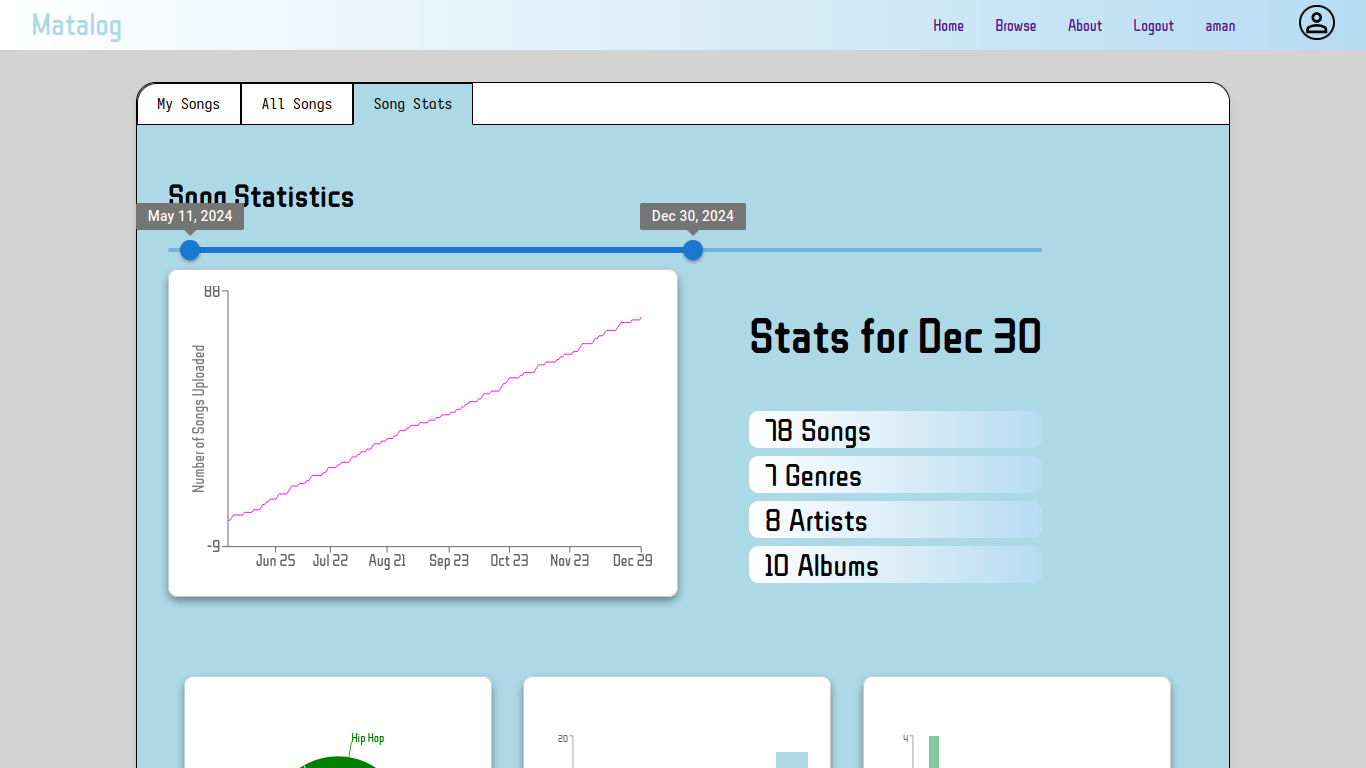 Matalog
Home Browse About Logout aman
My Songs All Songs Song Stats
Song Statistics
May 11, 2024 Dec 30, 2024
88
Number of Songs Uploaded
-9
Jun 25 Jul 22 Aug 21 Sep 23 Oct 23 Nov 23 Dec 29
Stats for Dec 30
78 Songs
7 Genres
8 Artists
10 Albums
Hip Hop
20
4